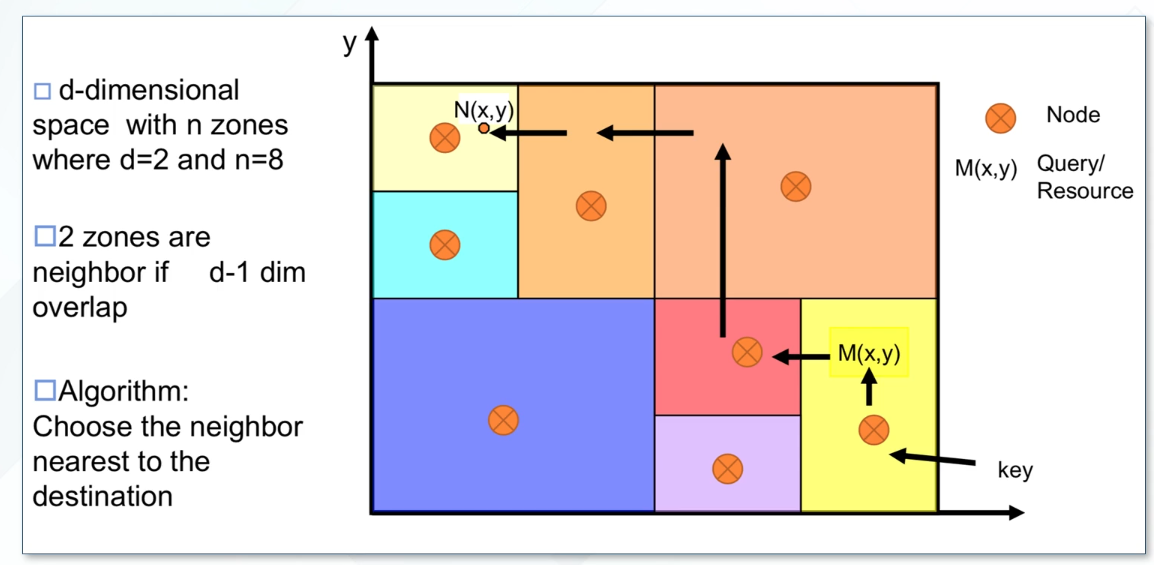 d-dimensional
space with n zones
where d=2 and n=8
2 zones are
neighbor if d-1 dim
overlap
Algorithm:
Choose the neighbor
nearest to the
destination
y
N(x,y)
M(x,y)
key
Node
M(x,y) Query/
Resource